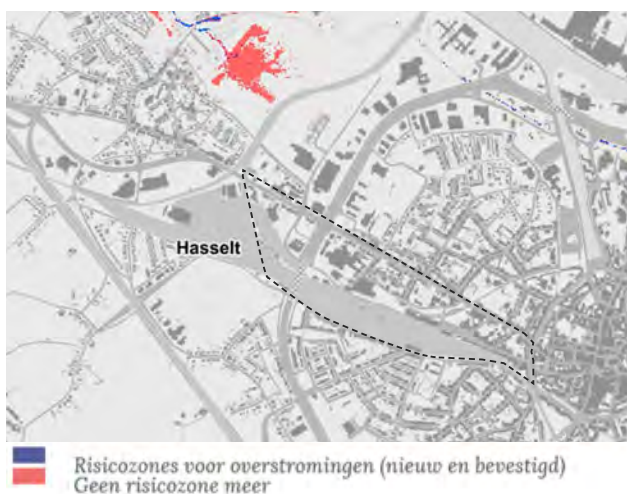 Hasselt
Risicozones voor overstromingen (nieuw en bevestigd)
Geen risicozone meer